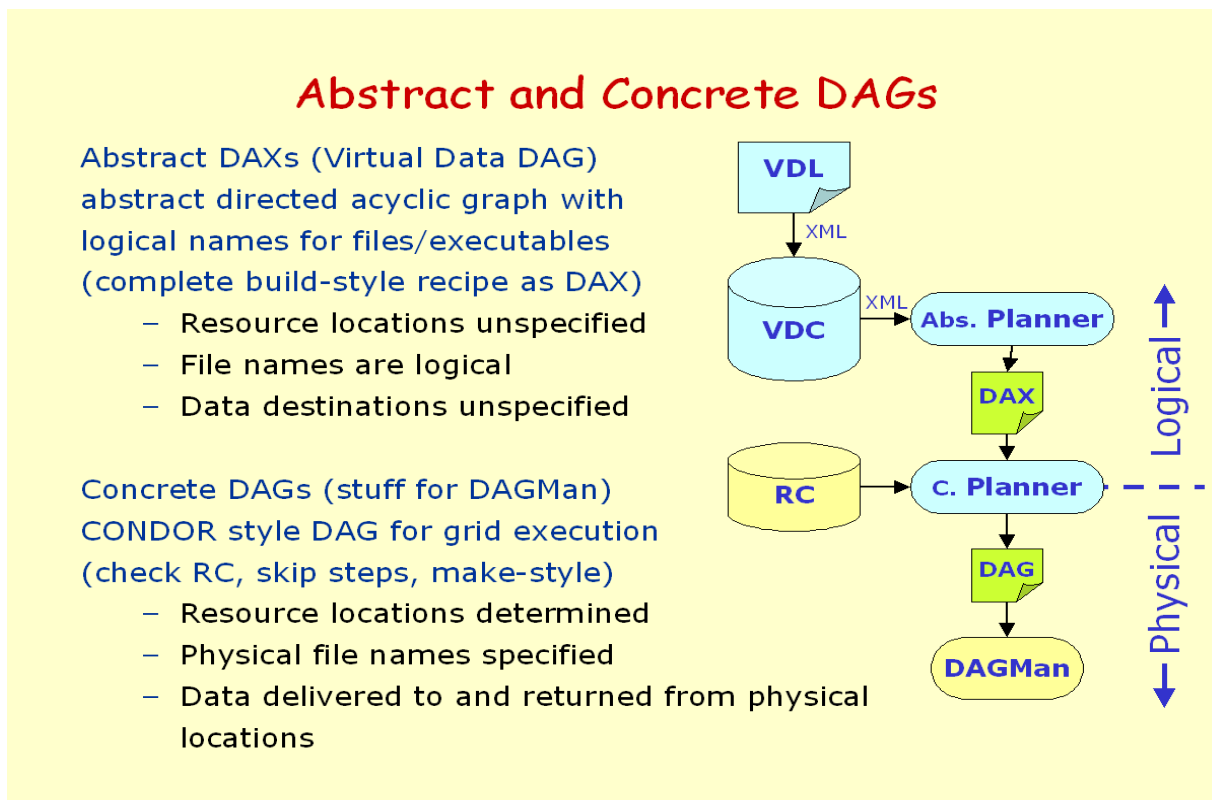 Abstract and Concrete DAGs
Abstract DAXs (Virtual Data DAG)
abstract directed acyclic graph with
logical names for files/executables
(complete build-style recipe as DAX)
– Resource locations unspecified
– File names are logical
– Data destinations unspecified
Concrete DAGs (stuff for DAGMan)
CONDOR style DAG for grid execution
(check RC, skip steps, make-style)
– Resource locations determined
– Physical file names specified
– Data delivered to and returned from physical
locations
VDL
XML
VDC
XML
Abs. Planner
DAX
RC
C. Planner
DAG
DAGMan
Logical
Physical